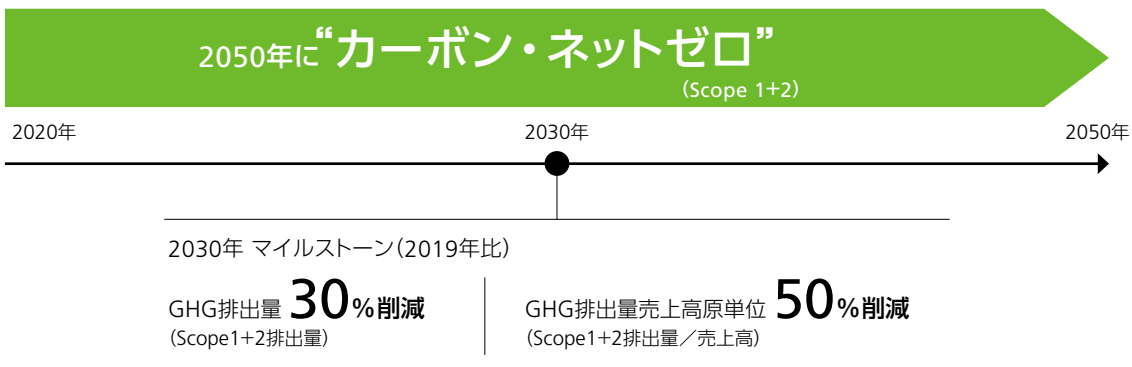 2050年に“カーボン・ネットゼロ”
（Scope 1+2）
2020年 2030年 2050年
2030年 マイルストーン（2019年比）
GHG排出量 30%削減
（Scope1+2排出量）
GHG排出量売上高原単位 50%削減
（Scope1+2排出量／売上高）